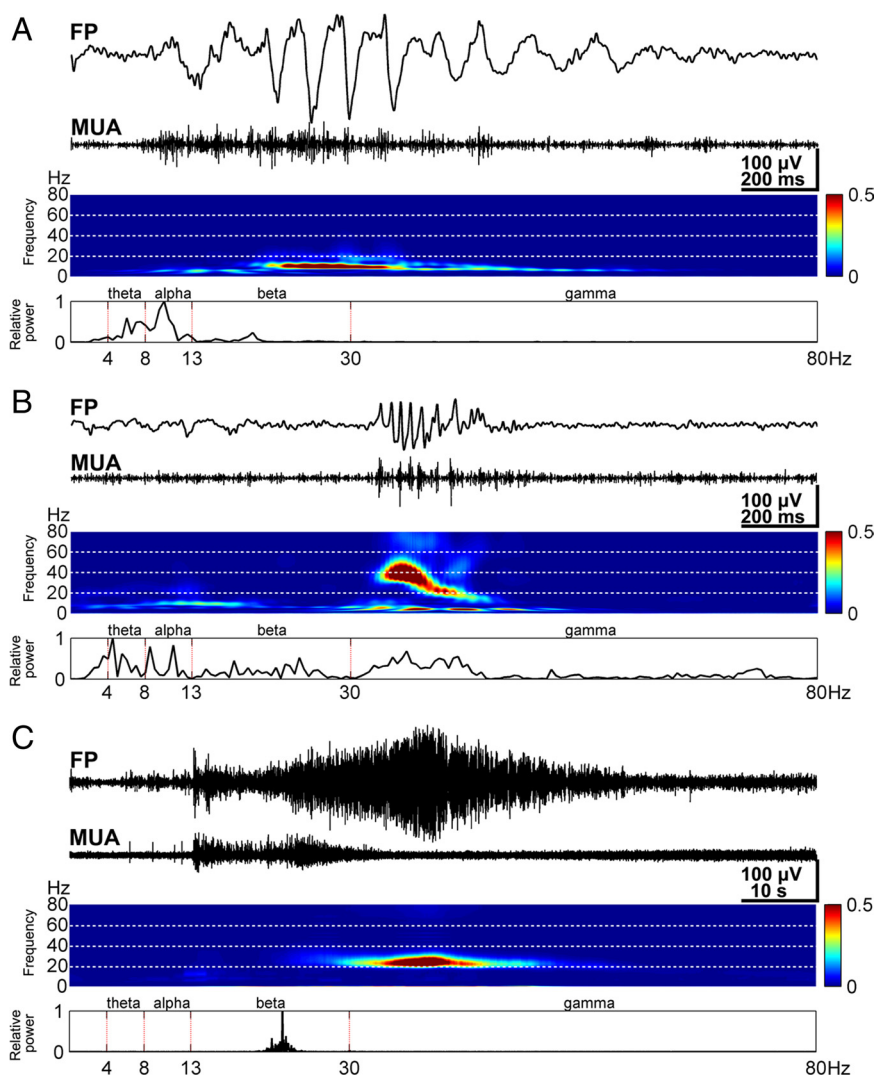 A
FP
MUA
100 µV
200 ms
Hz
80
60
40
20
0
Frequency
0.5
0
theta alpha beta gamma
Relative power
1
0
4 8 13 30 80Hz
B
FP
MUA
100 µV
200 ms
Hz
80
60
40
20
0
Frequency
0.5
0
theta alpha beta gamma
Relative power
1
0
4 8 13 30 80Hz
C
FP
MUA
100 µV
10 s
Hz
80
60
40
20
0
Frequency
0.5
0
theta alpha beta gamma
Relative power
1
0
4 8 13 30 80Hz